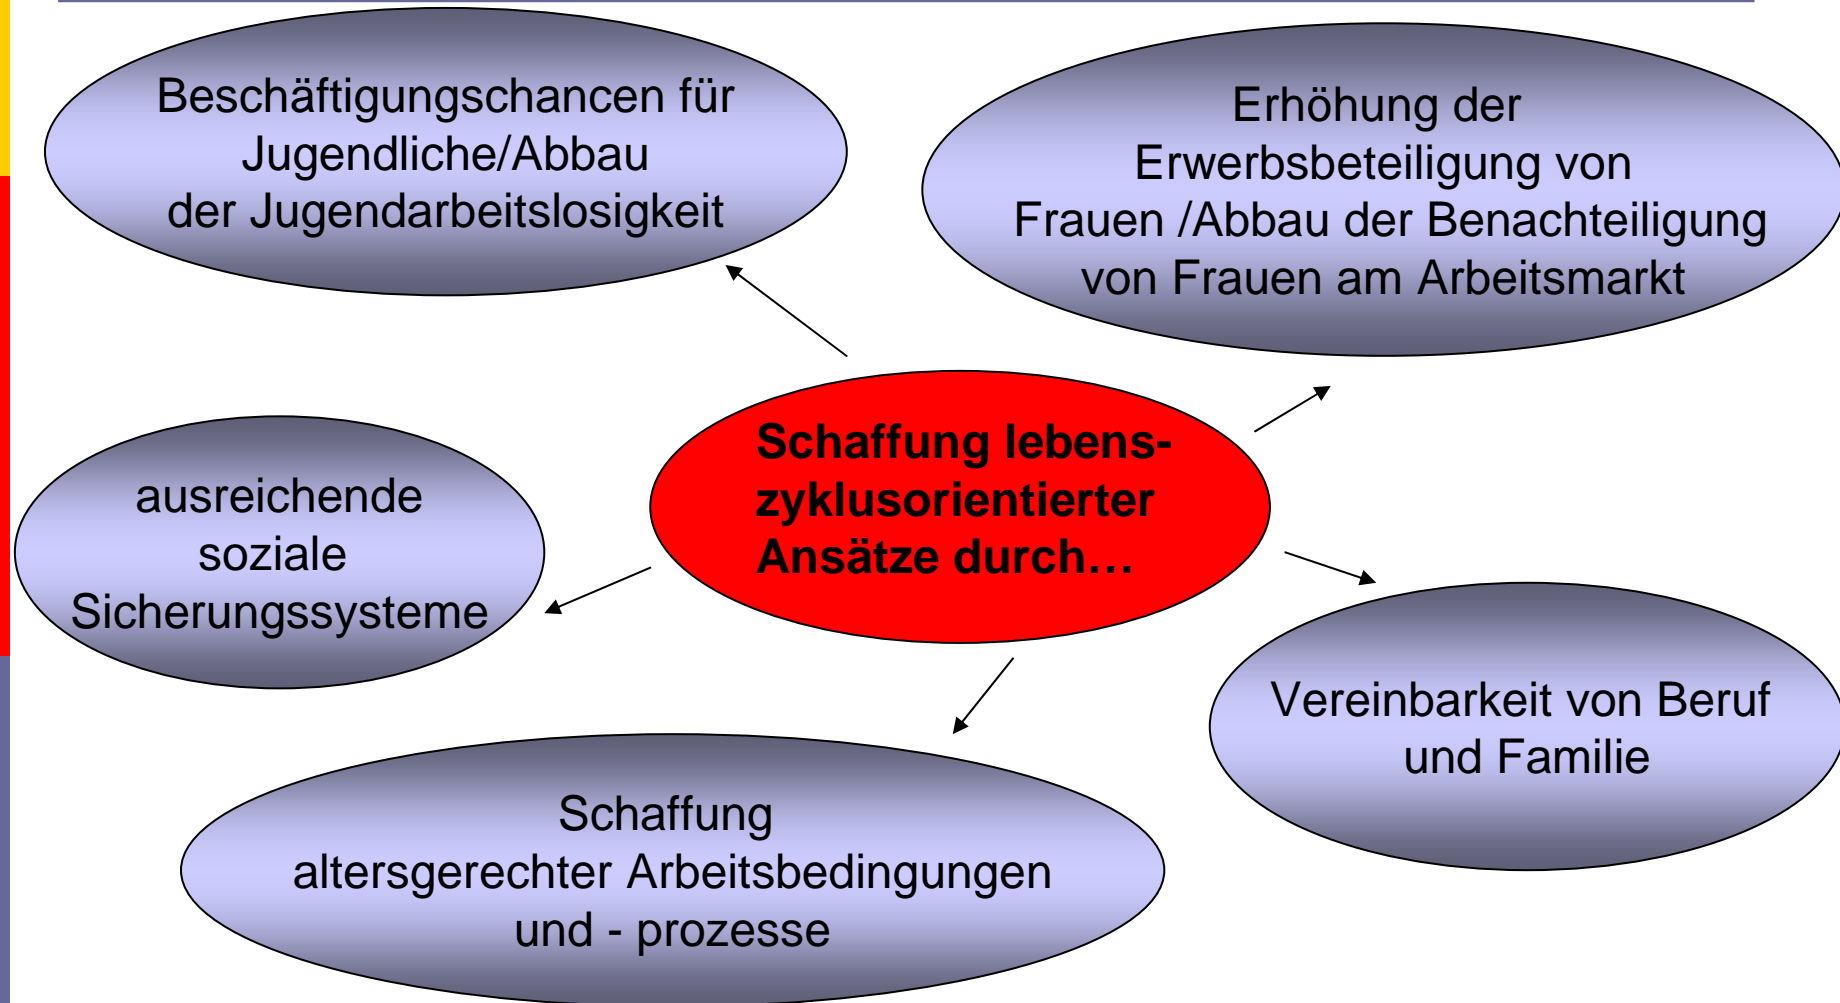 Beschäftigungschancen für
Jugendliche/Abbau
der Jugendarbeitslosigkeit
Erhöhung der
Erwerbsbeteiligung von
Frauen /Abbau der Benachteiligung
von Frauen am Arbeitsmarkt
Schaffung lebens-
zyklusorientierter
Ansätze durch…
ausreichende
soziale
Sicherungssysteme
Vereinbarkeit von Beruf
und Familie
Schaffung
altersgerechter Arbeitsbedingungen
und - prozesse